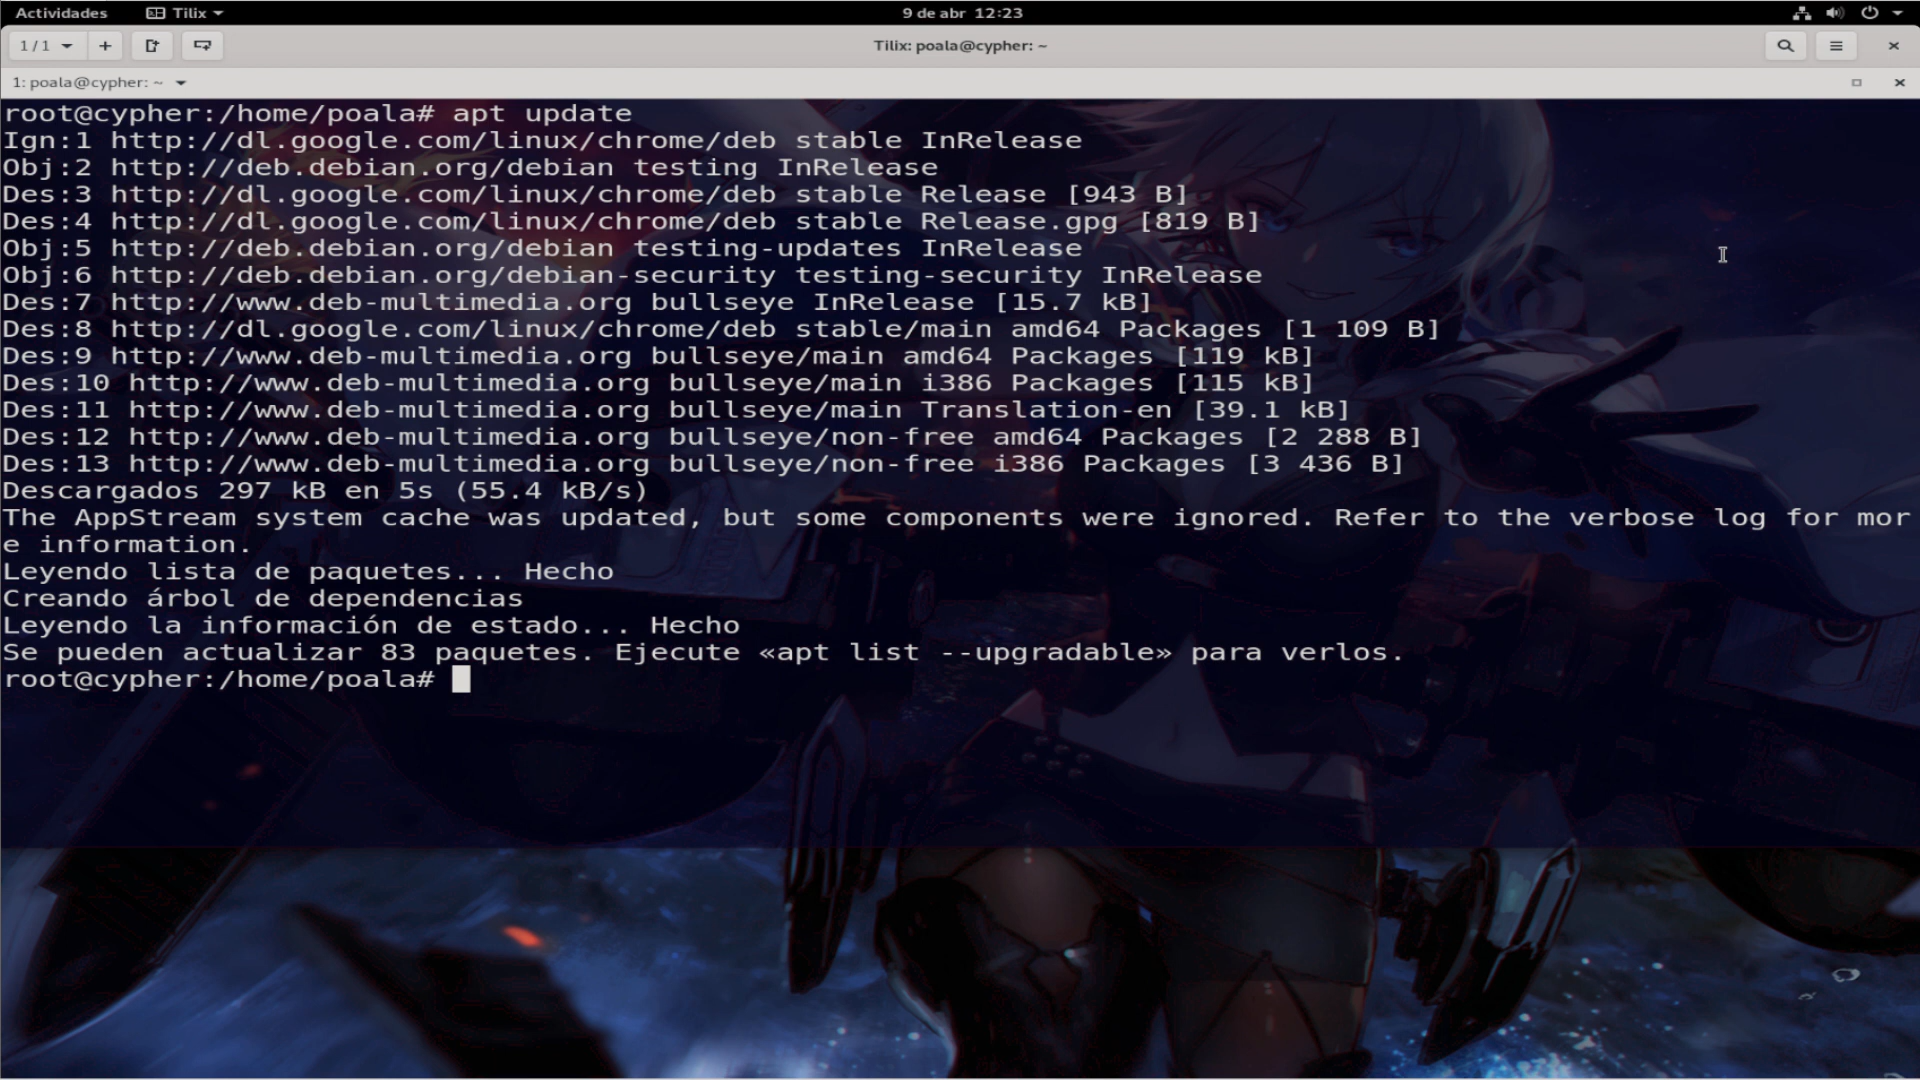 Actividades Tilix 9 de abr 12:23
1 / 1 Tilix: poala@cypher: ~
1: poala@cypher: ~
root@cypher:/home/poala# apt update
Ign:1 http://dl.google.com/linux/chrome/deb stable InRelease
Obj:2 http://deb.debian.org/debian testing InRelease
Des:3 http://dl.google.com/linux/chrome/deb stable Release [943 B]
Des:4 http://dl.google.com/linux/chrome/deb stable Release.gpg [819 B]
Obj:5 http://deb.debian.org/debian testing-updates InRelease
Obj:6 http://deb.debian.org/debian-security testing-security InRelease
Des:7 http://www.deb-multimedia.org bullseye InRelease [15.7 kB]
Des:8 http://dl.google.com/linux/chrome/deb stable/main amd64 Packages [1 109 B]
Des:9 http://www.deb-multimedia.org bullseye/main amd64 Packages [119 kB]
Des:10 http://www.deb-multimedia.org bullseye/main i386 Packages [115 kB]
Des:11 http://www.deb-multimedia.org bullseye/main Translation-en [39.1 kB]
Des:12 http://www.deb-multimedia.org bullseye/non-free amd64 Packages [2 288 B]
Des:13 http://www.deb-multimedia.org bullseye/non-free i386 Packages [3 436 B]
Descargados 297 kB en 5s (55.4 kB/s)
The AppStream system cache was updated, but some components were ignored. Refer to the verbose log for mor
e information.
Leyendo lista de paquetes... Hecho
Creando árbol de dependencias
Leyendo la información de estado... Hecho
Se pueden actualizar 83 paquetes. Ejecute «apt list --upgradable» para verlos.
root@cypher:/home/poala#